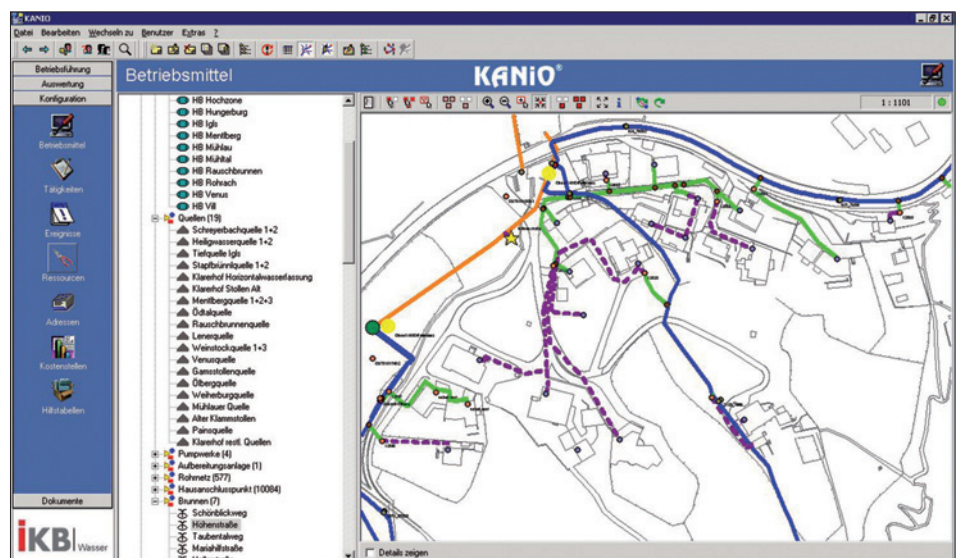 KANIO
Datei Bearbeiten Wechseln zu Benutzer Extras ?
Betriebsführung
Auswertung
Konfiguration
Betriebsmittel
Tätigkeiten
Ereignisse
Ressourcen
Adressen
Kostenstellen
Hilfstabellen
Dokumente
iKB Wasser
Betriebsmittel
KANiO®
HB Hochzone
HB Hungerburg
HB Igls
HB Mentlberg
HB Mühlau
HB Mühltal
HB Rauschbrunnen
HB Rohrach
HB Venus
HB Vill
Quellen (19)
Schreyerbachquelle 1+2
Heiligwasserquelle 1+2
Tiefquelle Igls
Stapfbrünnlquelle 1+2
Klarerhof Horizontalwasserfassung
Klarerhof Stollen Alt
Mentlbergquelle 1+2+3
Ödtalquelle
Rauschbrunnenquelle
Lenerquelle
Weinstockquelle 1+3
Venusquelle
Gamsstollenquelle
Ölbergquelle
Weiherburgquelle
Mühlauer Quelle
Alter Klammstollen
Painsquelle
Klarerhof restl. Quellen
Pumpwerke (4)
Aufbereitungsanlage (1)
Rohrnetz (577)
Hausanschlusspunkt (10084)
Brunnen (7)
Schönblickweg
Höhenstraße
Taubentalweg
Mariahilfstraße
1 : 1101
Details zeigen